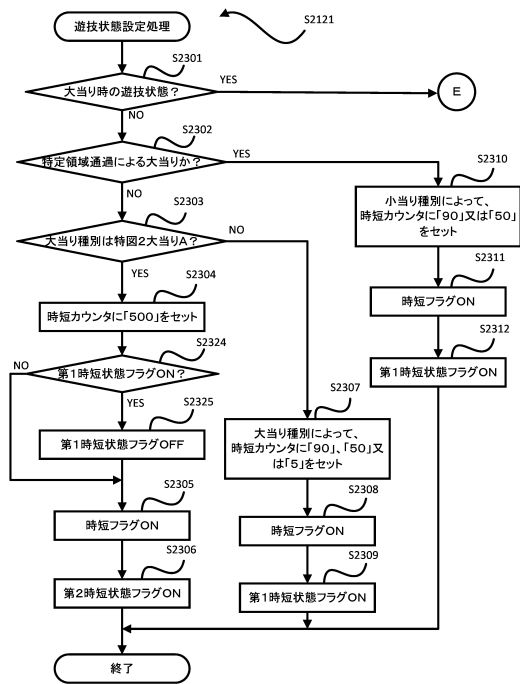 遊技状態設定処理
S2121
S2301
大当り時の遊技状態？
YES
E
NO
S2302
特定領域通過による大当りか？
YES
S2310
小当り種別によって、
時短カウンタに「90」又は「50」
をセット
NO
S2303
大当り種別は特図2大当りA？
NO
YES
S2304
時短カウンタに「500」をセット
S2311
時短フラグON
S2312
第1時短状態フラグON
NO
S2324
第1時短状態フラグON？
YES
S2325
第1時短状態フラグOFF
S2307
大当り種別によって、
時短カウンタに「90」、「50」又
は「5」をセット
S2305
時短フラグON
S2308
時短フラグON
S2306
第2時短状態フラグON
S2309
第1時短状態フラグON
終了